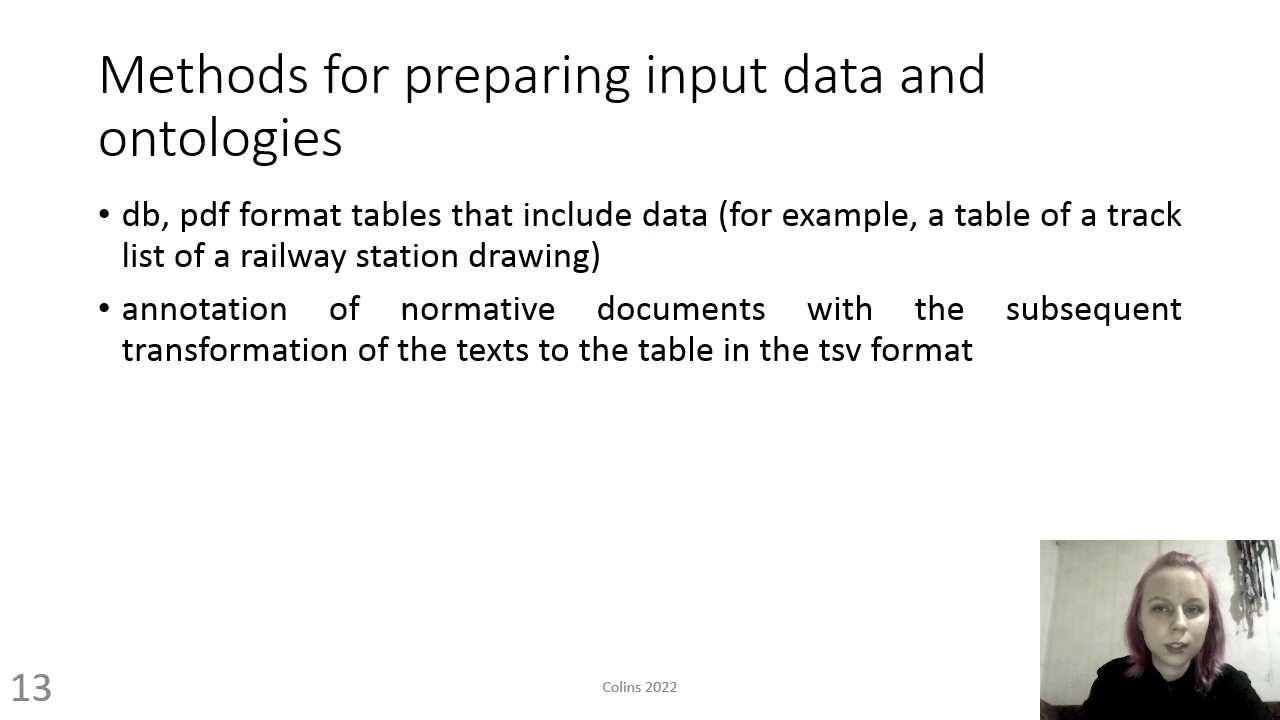 Methods for preparing input data and
ontologies
• db, pdf format tables that include data (for example, a table of a track
list of a railway station drawing)
• annotation of normative documents with the subsequent
transformation of the texts to the table in the tsv format
13
Colins 2022